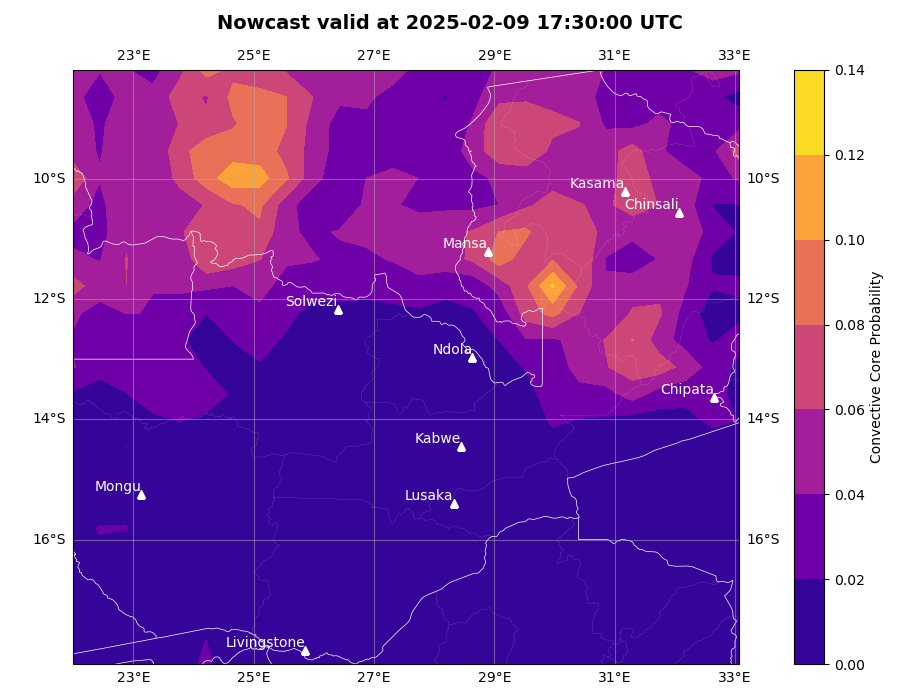 Nowcast valid at 2025-02-09 17:30:00 UTC
23°E 25°E 27°E 29°E 31°E 33°E
0.14
0.12
10°S 10°S
Kasama
Chinsali
0.10
Mansa
12°S 12°S
Solwezi
0.08
Ndola
Chipata
0.06
14°S 14°S
Kabwe
Mongu
Lusaka
0.04
16°S 16°S
0.02
Livingstone
0.00
23°E 25°E 27°E 29°E 31°E 33°E
Convective Core Probability